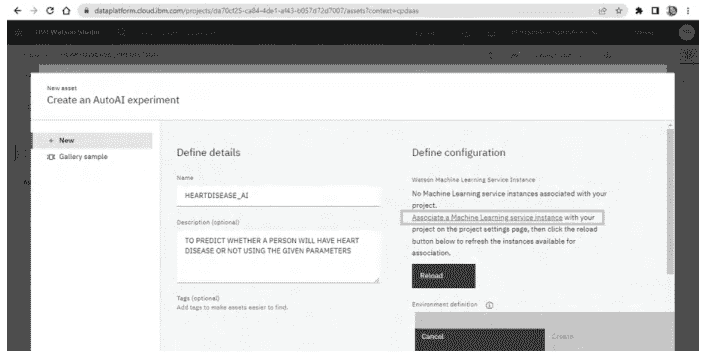 dataplatform.cloud.ibm.com/projects/da70cf25-ca84-4de1-af43-b057d72d7007/assets?context=cpdaas
IBM Watson Studio
New asset
Create an AutoAI experiment
+ New
Gallery sample
Define details
Name
HEARTDISEASE_AI
Description (optional)
TO PREDICT WHETHER A PERSON WILL HAVE HEART
DISEASE OR NOT USING THE GIVEN PARAMETERS
Tags (optional)
Add tags to make assets easier to find.
Define configuration
Watson Machine Learning Service Instance
No Machine Learning service instances associated with your
project.
Associate a Machine Learning service instance with your
project on the project settings page, then click the reload
button below to refresh the instances available for
association.
Reload
Environment definition
Cancel
Create